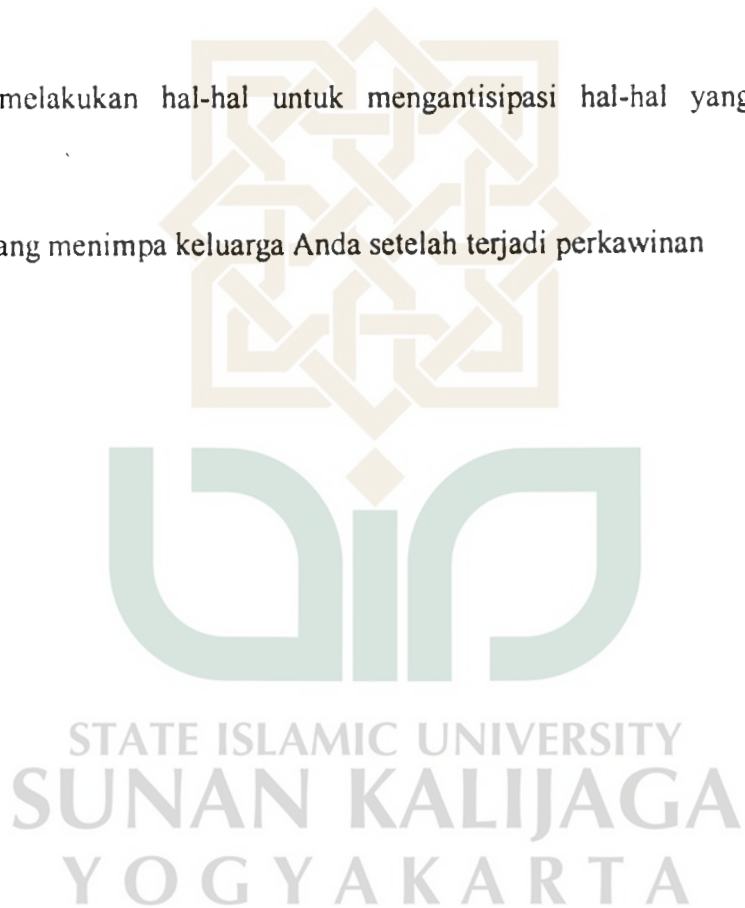 melakukan hal-hal untuk mengantisipasi hal-hal yang
ang menimpa keluarga Anda setelah terjadi perkawinan
STATE ISLAMIC UNIVERSITY
SUNAN KALIJAGA
YOGYAKARTA